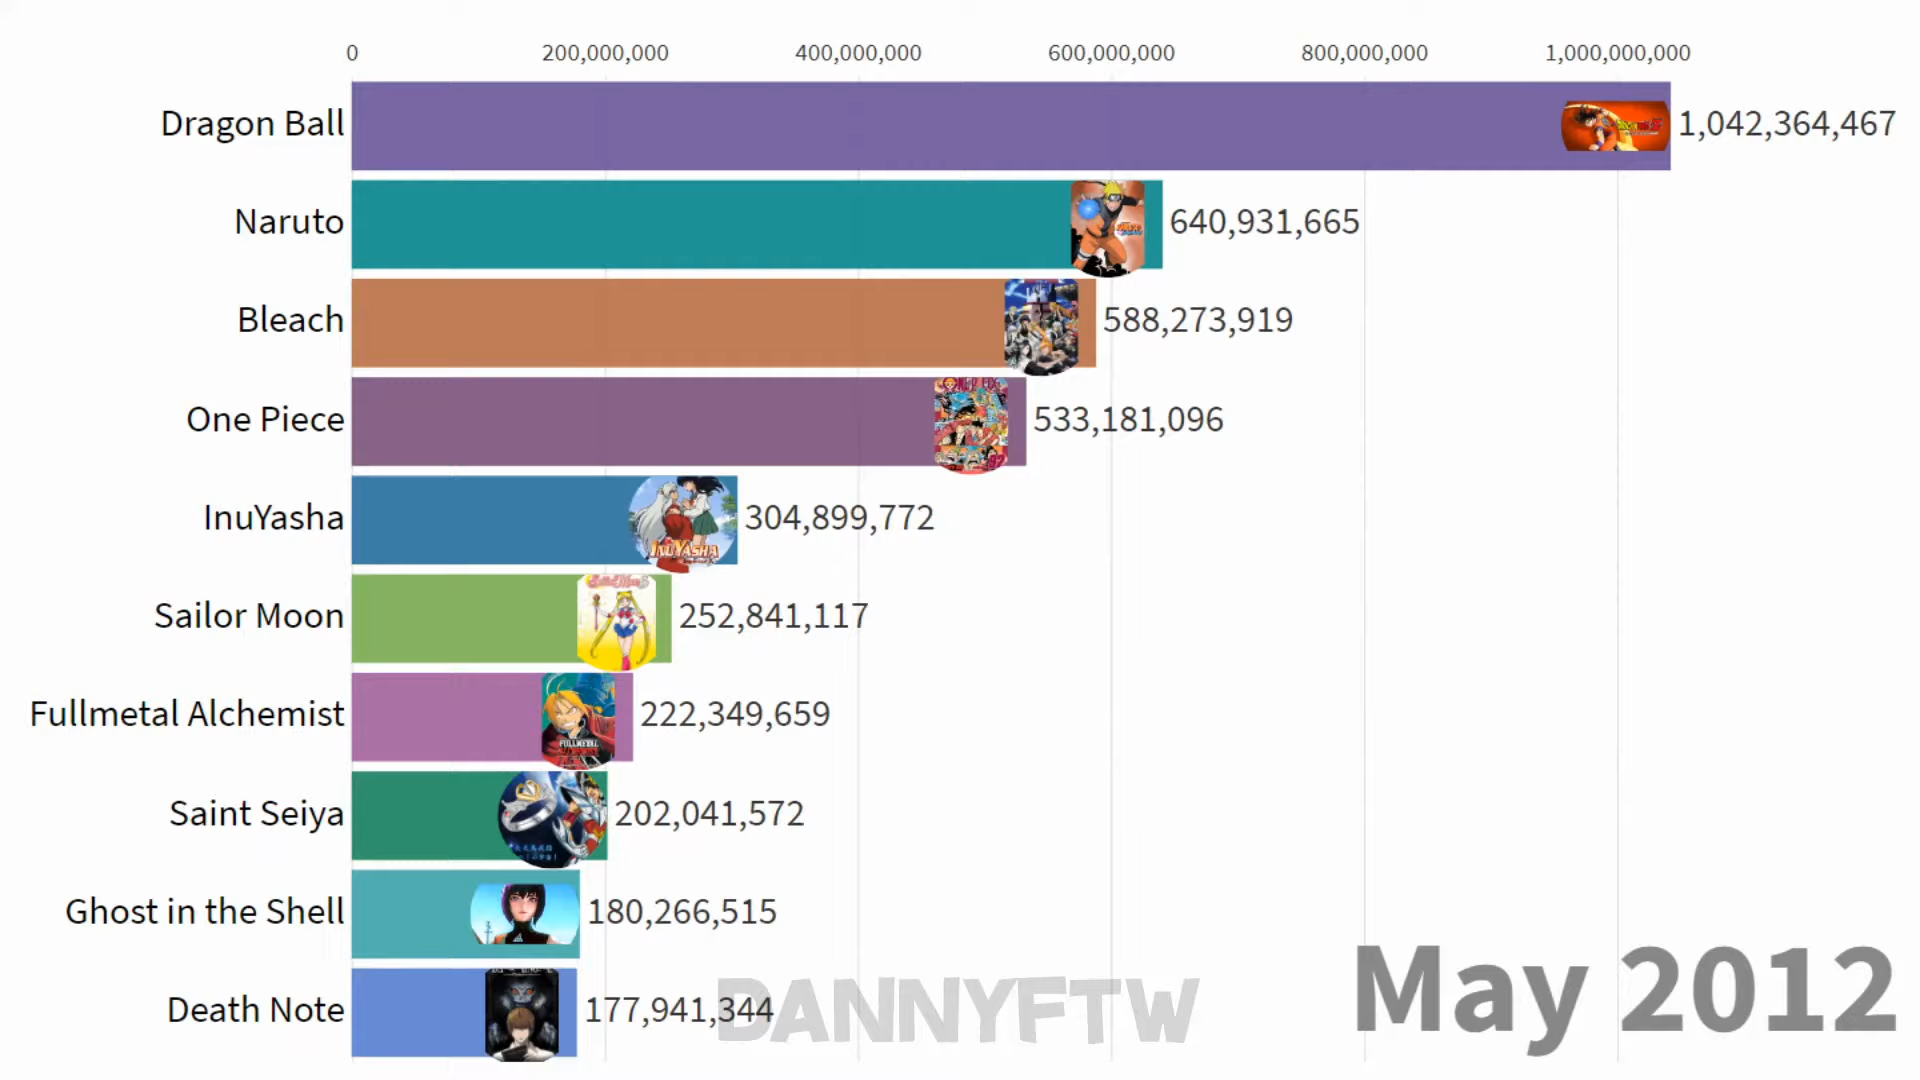 0 200,000,000 400,000,000 600,000,000 800,000,000 1,000,000,000
Dragon Ball 1,042,364,467
Naruto 640,931,665
Bleach 588,273,919
One Piece 533,181,096
InuYasha 304,899,772
INUYASHA
Sailor Moon 252,841,117
Fullmetal Alchemist 222,349,659
FULLMETAL
Saint Seiya 202,041,572
Ghost in the Shell 180,266,515
Death Note 177,941,344
DANNYFTW
May 2012